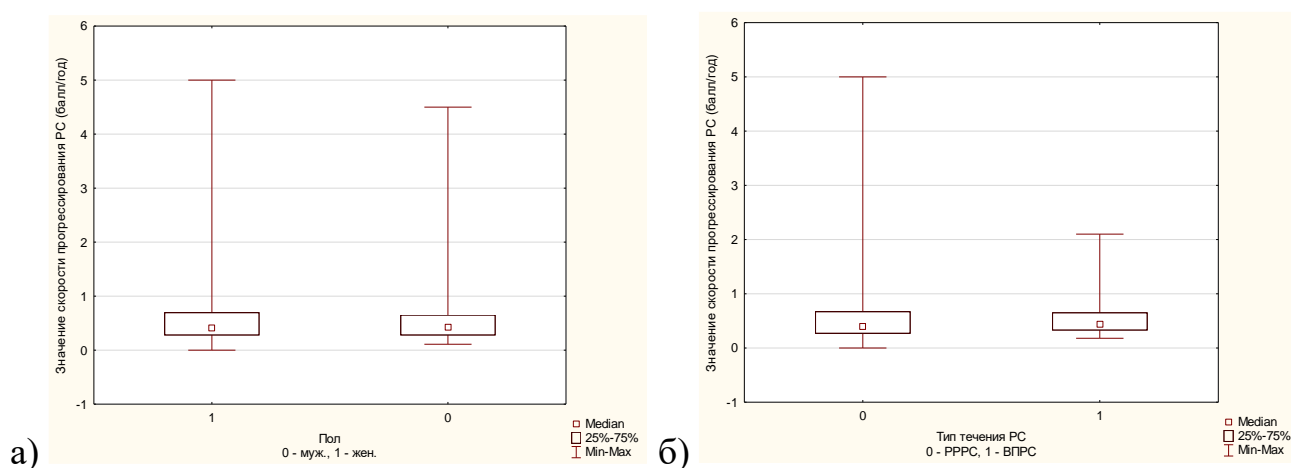 а)
Значение скорости прогрессирования РС (балл/год)
6
5
4
3
2
1
0
-1
1 0
Пол
0 - муж., 1 - жен.
Median
25%-75%
Min-Max
б)
Значение скорости прогрессирования РС (балл/год)
6
5
4
3
2
1
0
-1
0 1
Тип течения РС
0 - РРРС, 1 - ВПРС
Median
25%-75%
Min-Max